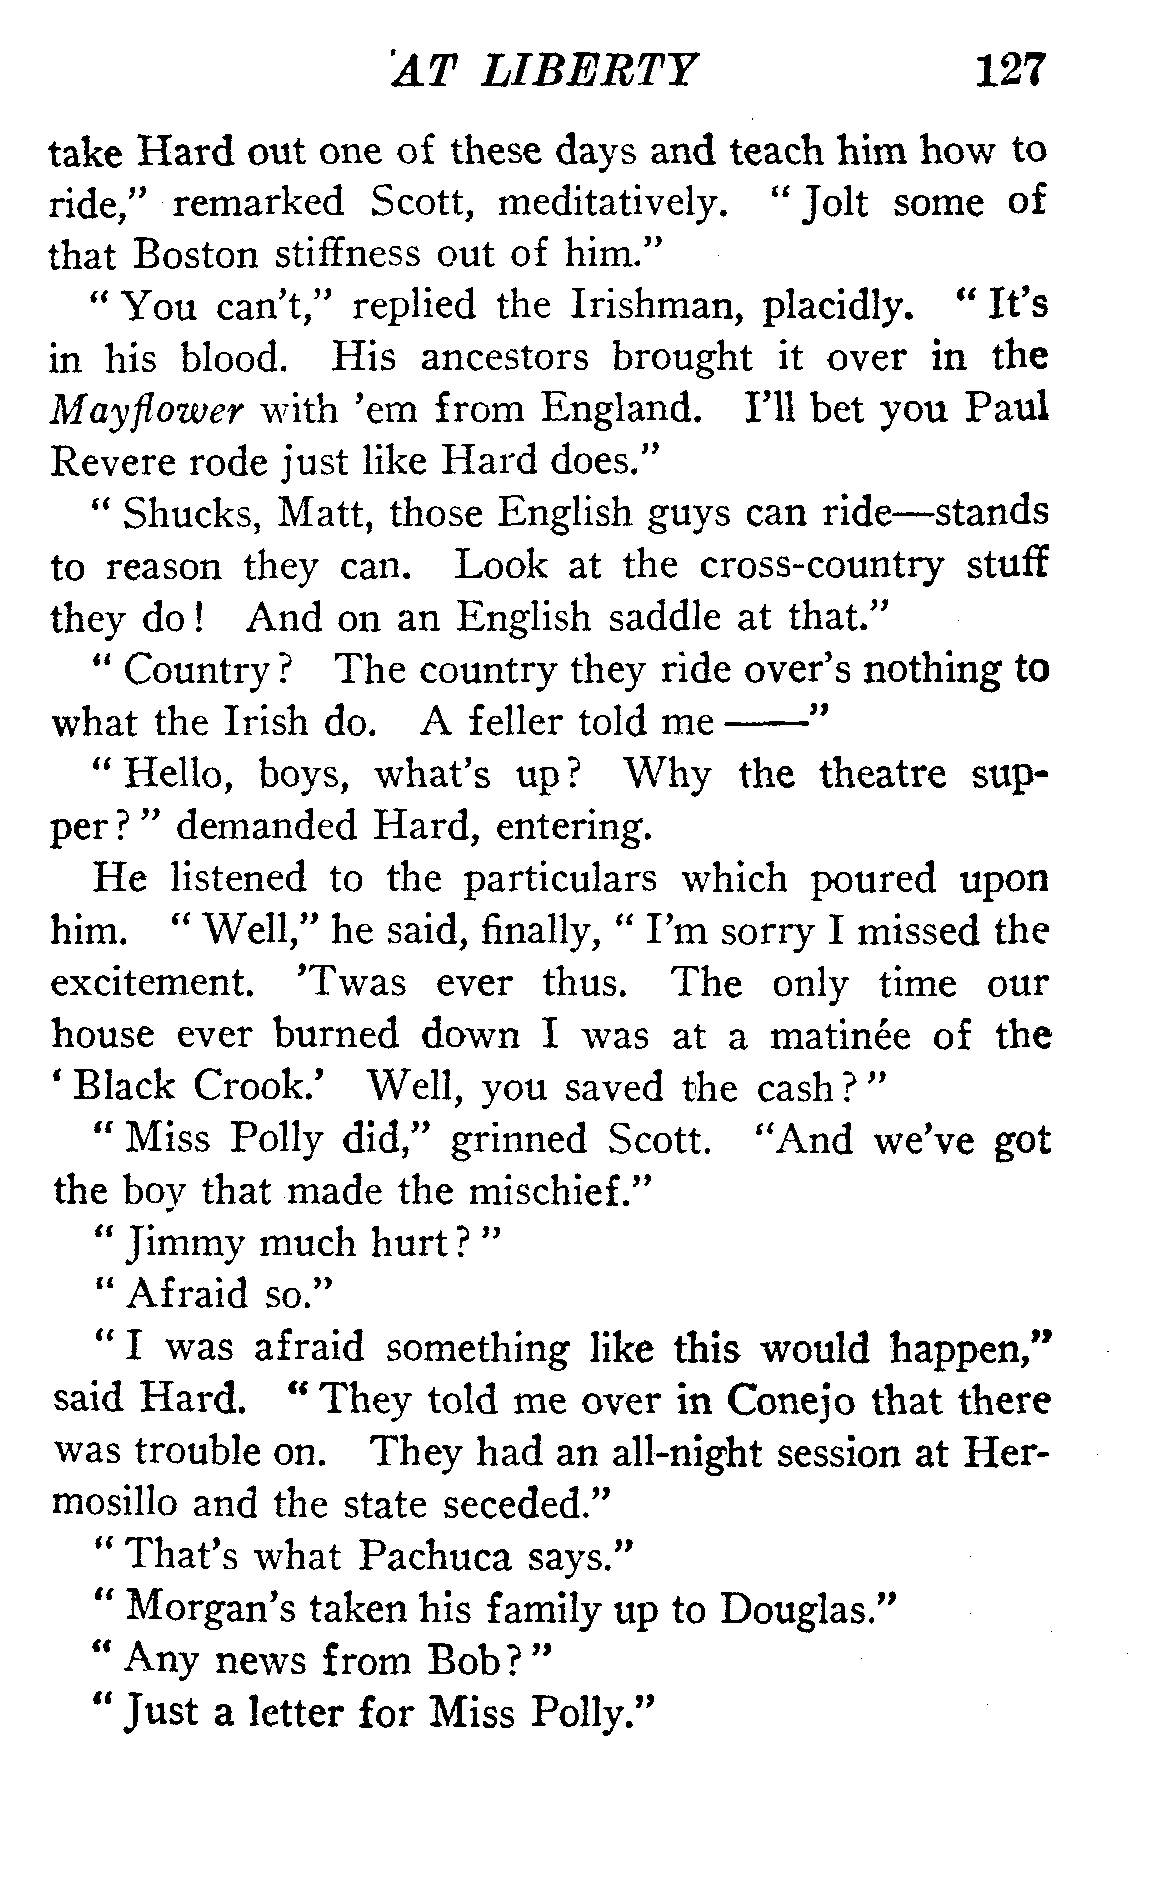 AT LIBERTY 127
take Hard out one of these days and teach him how to
ride,” remarked Scott, meditatively. “ Jolt some of
that Boston stiffness out of him.”
“ You can’t,” replied the Irishman, placidly. “ It’s
in his blood. His ancestors brought it over in the
Mayflower with ’em from England. I’ll bet you Paul
Revere rode just like Hard does.”
“ Shucks, Matt, those English guys can ride—stands
to reason they can. Look at the cross-country stuff
they do ! And on an English saddle at that.”
“ Country ? The country they ride over’s nothing to
what the Irish do. A feller told me ——”
“ Hello, boys, what’s up ? Why the theatre sup-
per ? ” demanded Hard, entering.
He listened to the particulars which poured upon
him. “ Well,” he said, finally, “ I’m sorry I missed the
excitement. ’Twas ever thus. The only time our
house ever burned down I was at a matinée of the
‘ Black Crook.’ Well, you saved the cash ? ”
“ Miss Polly did,” grinned Scott. “And we’ve got
the boy that made the mischief.”
“ Jimmy much hurt ? ”
“ Afraid so.”
“ I was afraid something like this would happen,”
said Hard. “ They told me over in Conejo that there
was trouble on. They had an all-night session at Her-
mosillo and the state seceded.”
“ That’s what Pachuca says.”
“ Morgan’s taken his family up to Douglas.”
“ Any news from Bob ? ”
“ Just a letter for Miss Polly.”